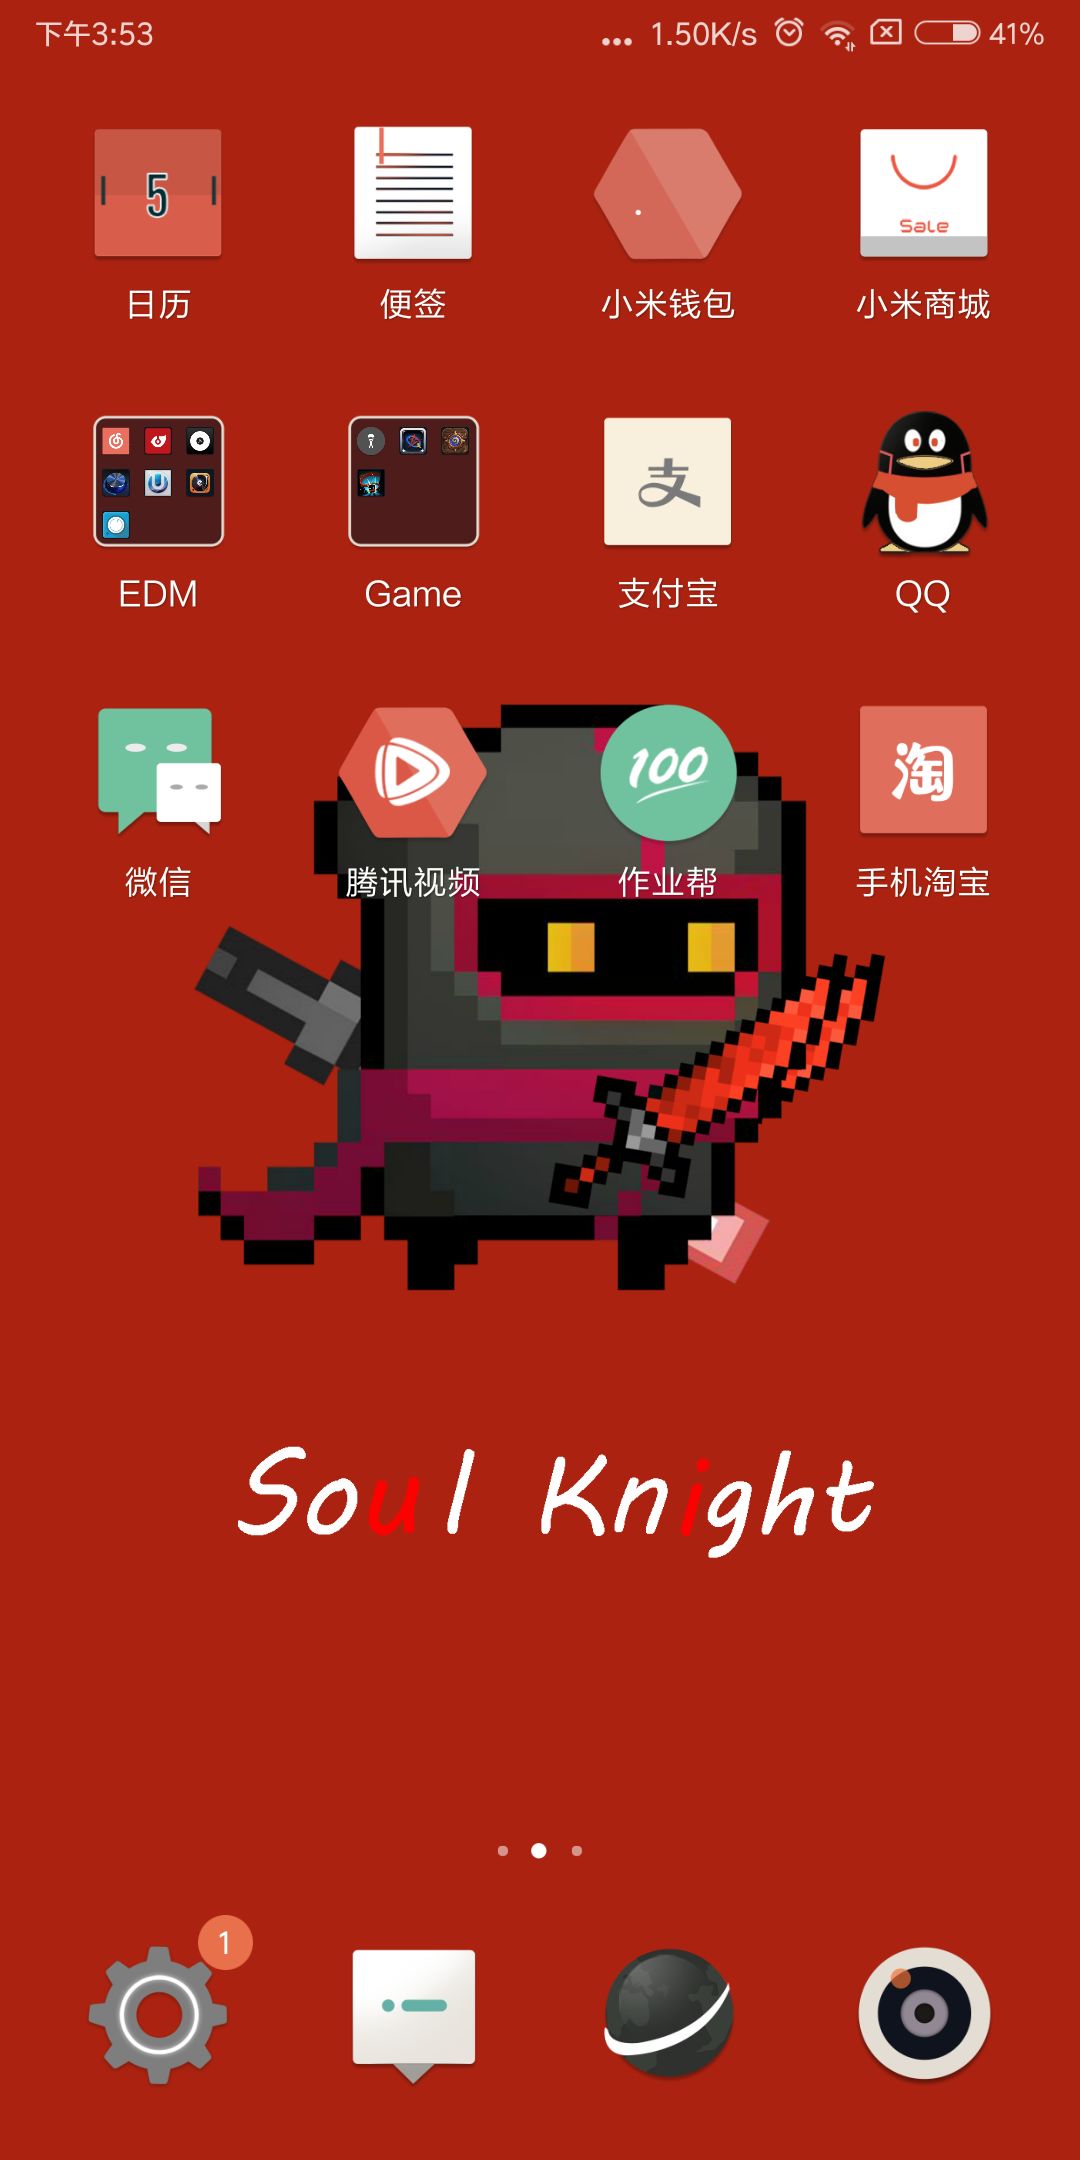 下午3:53 ... 1.50K/s 41%
5
Sale
日历 便签 小米钱包 小米商城
支
EDM Game 支付宝 QQ
100 淘
微信 腾讯视频 作业帮 手机淘宝
Soul Knight
1